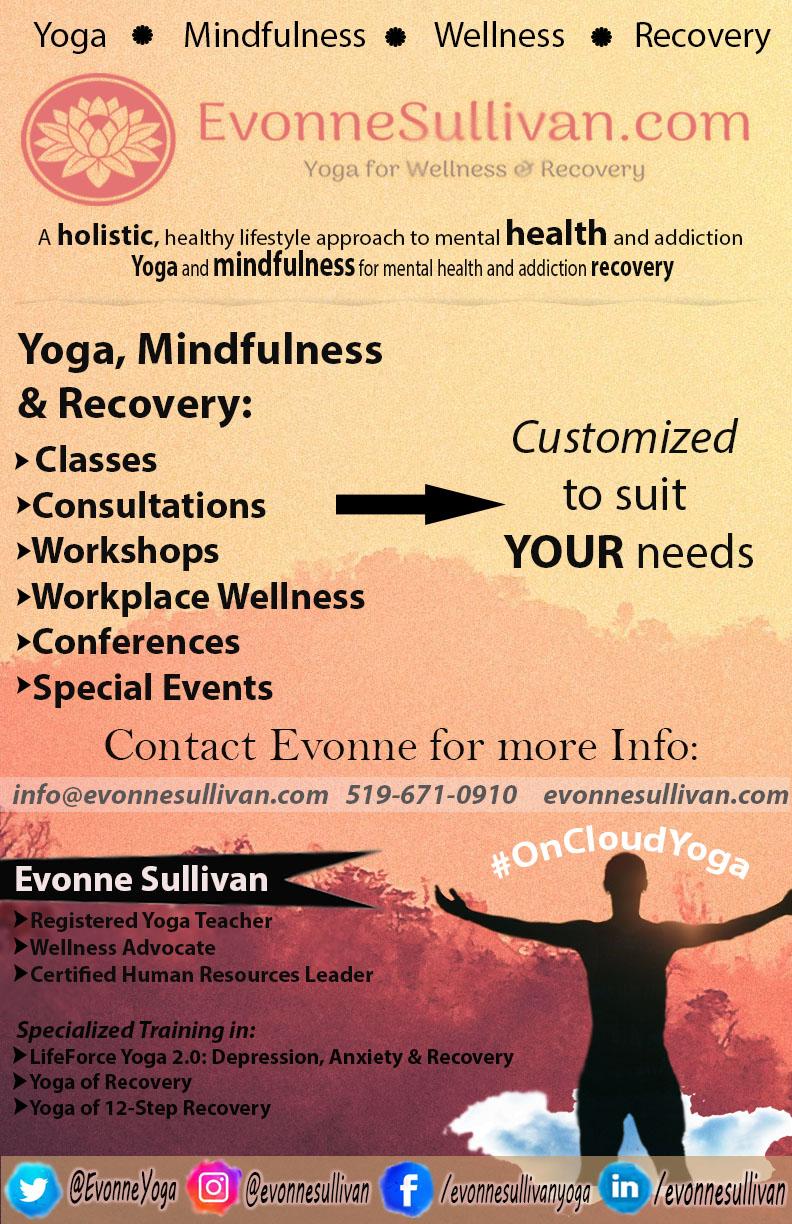 Yoga Mindfulness Wellness Recovery
EvonneSullivan.com
Yoga for Wellness & Recovery
A holistic, healthy lifestyle approach to mental health and addiction
Yoga and mindfulness for mental health and addiction recovery
Yoga, Mindfulness
& Recovery:
Classes
Consultations
Workshops
Workplace Wellness
Conferences
Special Events
Customized
to suit
YOUR needs
Contact Evonne for more Info:
info@evonnesullivan.com 519-671-0910 evonnesullivan.com
#OnCloudYoga
Evonne Sullivan
Registered Yoga Teacher
Wellness Advocate
Certified Human Resources Leader
Specialized Training in:
LifeForce Yoga 2.0: Depression, Anxiety & Recovery
Yoga of Recovery
Yoga of 12-Step Recovery
@EvonneYoga @evonnesullivan /evonnesullivanyoga in /evonnesullivan